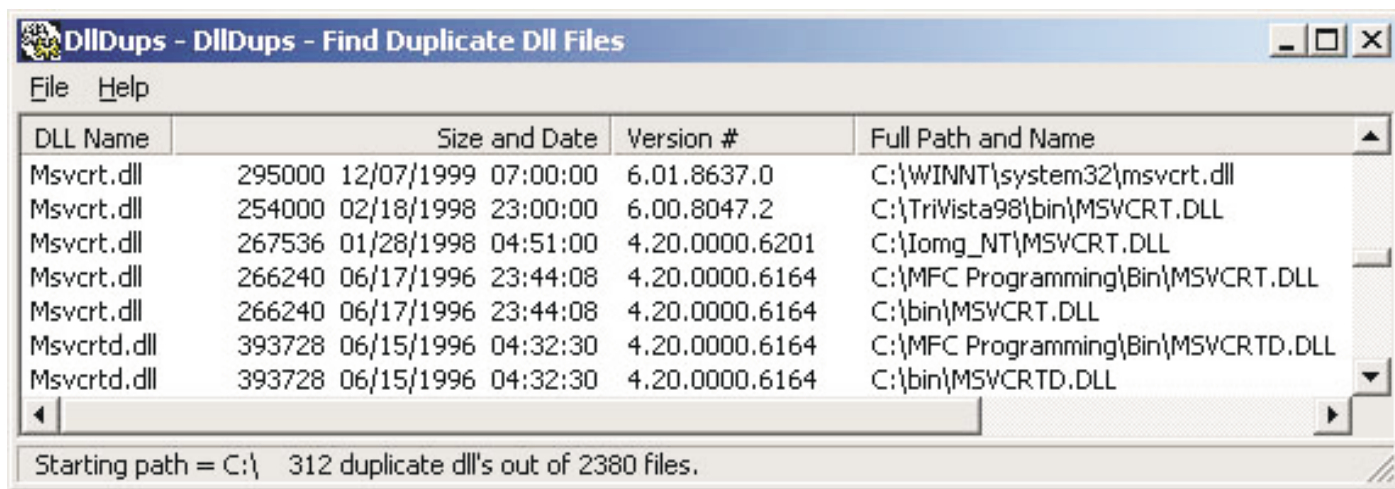 DllDups - DllDups - Find Duplicate Dll Files
File Help
DLL Name Size and Date Version # Full Path and Name
Msvcrt.dll 295000 12/07/1999 07:00:00 6.01.8637.0 C:\WINNT\system32\msvcrt.dll
Msvcrt.dll 254000 02/18/1998 23:00:00 6.00.8047.2 C:\TriVista98\bin\MSVCRT.DLL
Msvcrt.dll 267536 01/28/1998 04:51:00 4.20.0000.6201 C:\Iomg_NT\MSVCRT.DLL
Msvcrt.dll 266240 06/17/1996 23:44:08 4.20.0000.6164 C:\MFC Programming\Bin\MSVCRT.DLL
Msvcrt.dll 266240 06/17/1996 23:44:08 4.20.0000.6164 C:\bin\MSVCRT.DLL
Msvcrtd.dll 393728 06/15/1996 04:32:30 4.20.0000.6164 C:\MFC Programming\Bin\MSVCRTD.DLL
Msvcrtd.dll 393728 06/15/1996 04:32:30 4.20.0000.6164 C:\bin\MSVCRTD.DLL
Starting path = C:\ 312 duplicate dll's out of 2380 files.